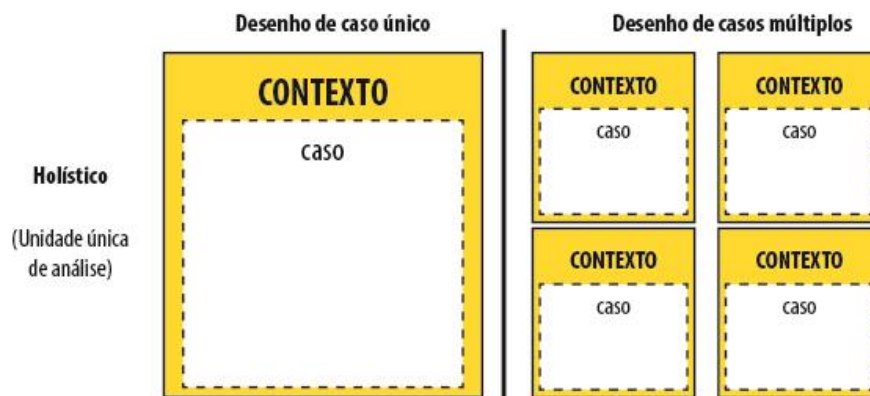 Desenho de caso único
Desenho de casos múltiplos
Holístico
(Unidade única
de análise)
CONTEXTO
caso
CONTEXTO
caso
CONTEXTO
caso
CONTEXTO
caso
CONTEXTO
caso